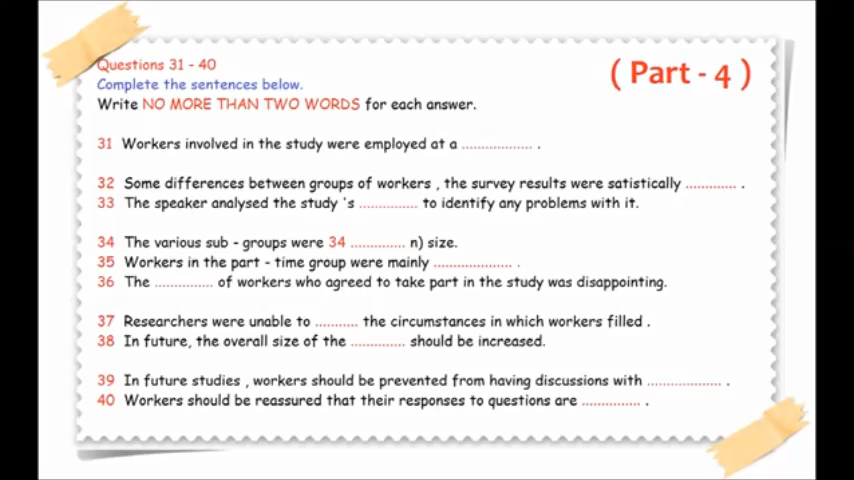 Questions 31 - 40
( Part - 4 )
Complete the sentences below.
Write NO MORE THAN TWO WORDS for each answer.
31 Workers involved in the study were employed at a .................. .
32 Some differences between groups of workers , the survey results were satistically ............. .
33 The speaker analysed the study 's ............... to identify any problems with it.
34 The various sub - groups were 34 .............. n) size.
35 Workers in the part - time group were mainly .................... .
36 The ............... of workers who agreed to take part in the study was disappointing.
37 Researchers were unable to ........... the circumstances in which workers filled .
38 In future, the overall size of the .............. should be increased.
39 In future studies , workers should be prevented from having discussions with ................... .
40 Workers should be reassured that their responses to questions are ............... .